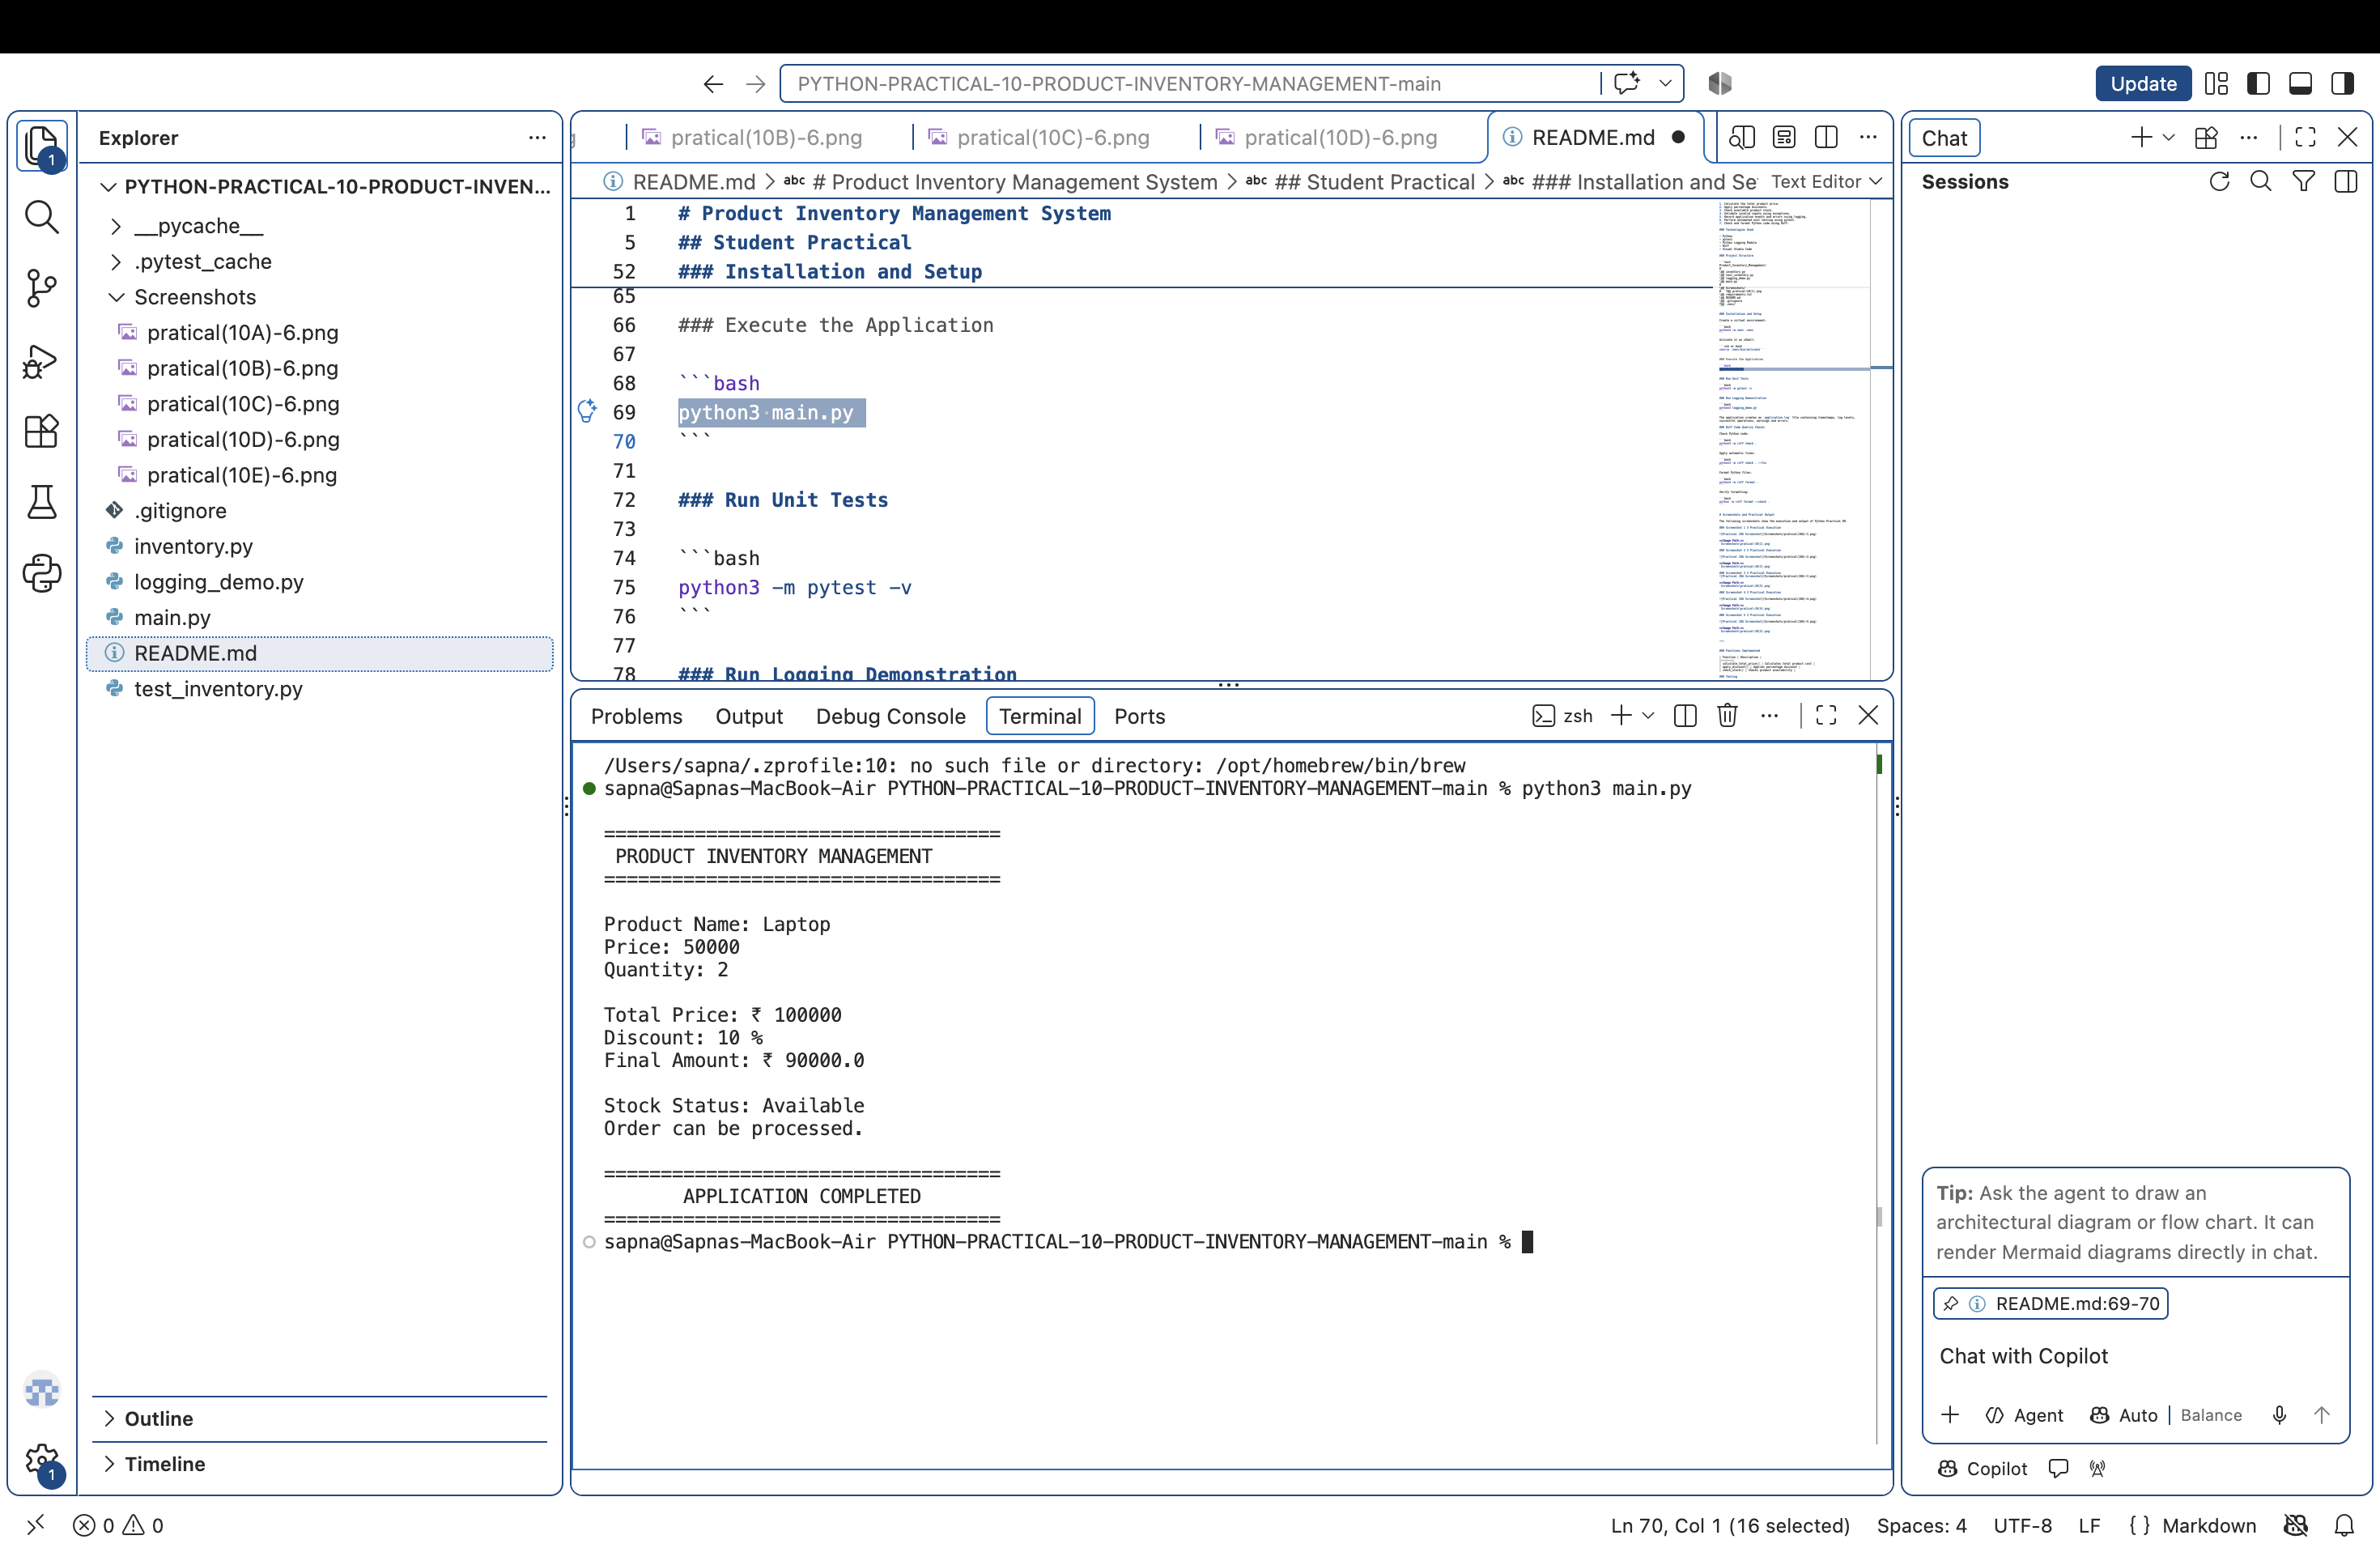 PYTHON-PRACTICAL-10-PRODUCT-INVENTORY-MANAGEMENT-main
Update
1
Explorer
PYTHON-PRACTICAL-10-PRODUCT-INVEN...
__pycache__
.pytest_cache
Screenshots
pratical(10A)-6.png
pratical(10B)-6.png
pratical(10C)-6.png
pratical(10D)-6.png
pratical(10E)-6.png
.gitignore
inventory.py
logging_demo.py
main.py
README.md
test_inventory.py
Outline
Timeline
1
pratical(10B)-6.png
pratical(10C)-6.png
pratical(10D)-6.png
README.md
README.md > abc # Product Inventory Management System > abc ## Student Practical > abc ### Installation and Se
Text Editor
1 # Product Inventory Management System
5 ## Student Practical
52 ### Installation and Setup
65
66 ### Execute the Application
67
68 ```bash
69 python3 main.py
70 ```
71
72 ### Run Unit Tests
73
74 ```bash
75 python3 -m pytest -v
76 ```
77
78 ### Run Logging Demonstration
Problems Output Debug Console Terminal Ports
zsh
/Users/sapna/.zprofile:10: no such file or directory: /opt/homebrew/bin/brew
sapna@Sapnas-MacBook-Air PYTHON-PRACTICAL-10-PRODUCT-INVENTORY-MANAGEMENT-main % python3 main.py
===================================
PRODUCT INVENTORY MANAGEMENT
===================================
Product Name: Laptop
Price: 50000
Quantity: 2
Total Price: ₹ 100000
Discount: 10 %
Final Amount: ₹ 90000.0
Stock Status: Available
Order can be processed.
===================================
APPLICATION COMPLETED
===================================
sapna@Sapnas-MacBook-Air PYTHON-PRACTICAL-10-PRODUCT-INVENTORY-MANAGEMENT-main %
Chat
Sessions
Tip: Ask the agent to draw an
architectural diagram or flow chart. It can
render Mermaid diagrams directly in chat.
README.md:69-70
Chat with Copilot
Agent Auto | Balance
Copilot
0 0
Ln 70, Col 1 (16 selected) Spaces: 4 UTF-8 LF { } Markdown